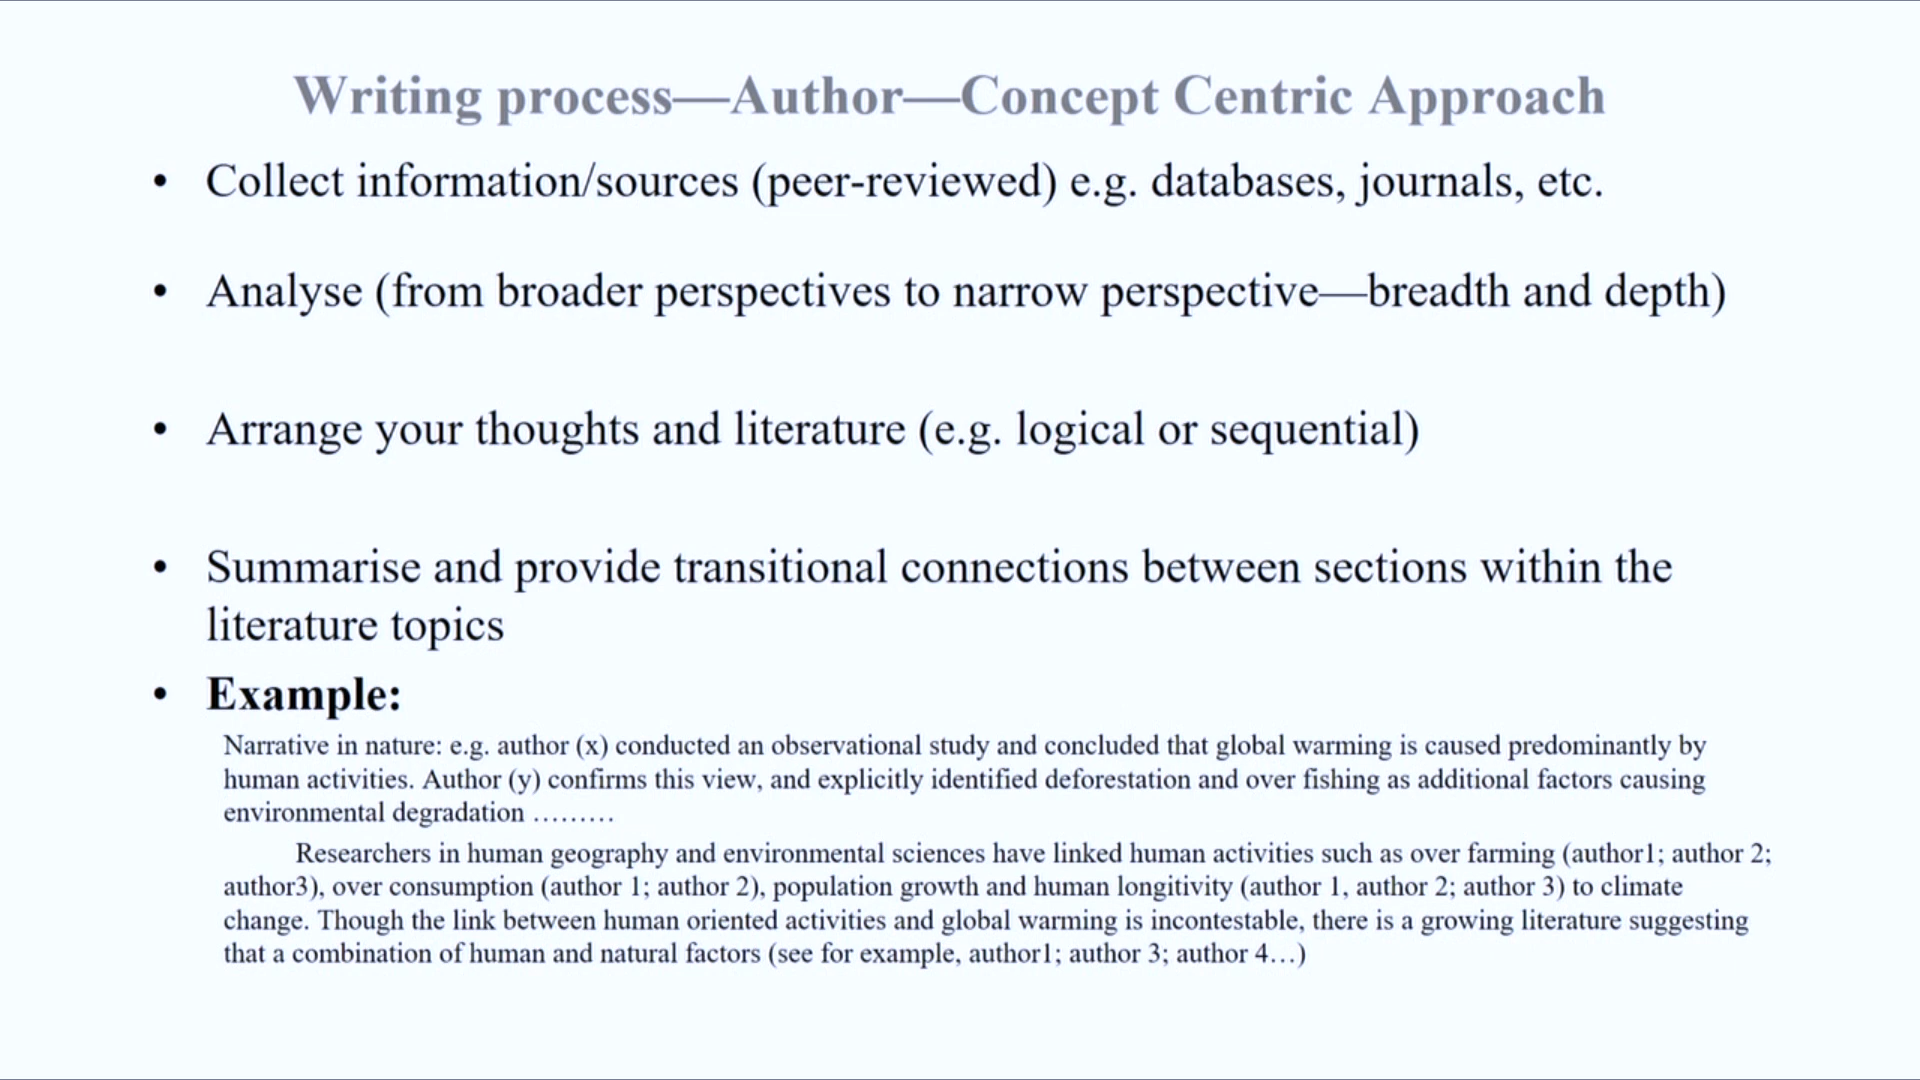 Writing process—Author—Concept Centric Approach
• Collect information/sources (peer-reviewed) e.g. databases, journals, etc.
• Analyse (from broader perspectives to narrow perspective—breadth and depth)
• Arrange your thoughts and literature (e.g. logical or sequential)
• Summarise and provide transitional connections between sections within the
literature topics
• Example:
Narrative in nature: e.g. author (x) conducted an observational study and concluded that global warming is caused predominantly by
human activities. Author (y) confirms this view, and explicitly identified deforestation and over fishing as additional factors causing
environmental degradation ………
Researchers in human geography and environmental sciences have linked human activities such as over farming (author1; author 2;
author3), over consumption (author 1; author 2), population growth and human longitivity (author 1, author 2; author 3) to climate
change. Though the link between human oriented activities and global warming is incontestable, there is a growing literature suggesting
that a combination of human and natural factors (see for example, author1; author 3; author 4…)